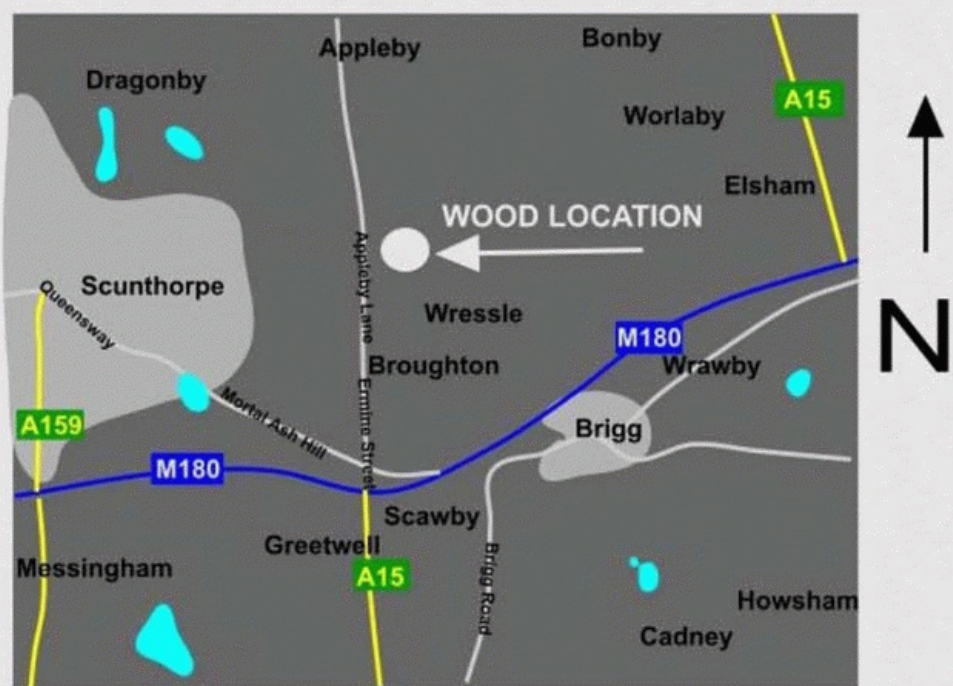 Appleby
Bonby
Dragonby
A15
Worlaby
Elsham
WOOD LOCATION
Appleby Lane
Scunthorpe
Queensway
Wressle
M180
Broughton
Wrawby
Ermine Street
Mortal Ash Hill
A159
Brigg
M180
Scawby
Greetwell
A15
Messingham
Brigg Road
Howsham
Cadney
N